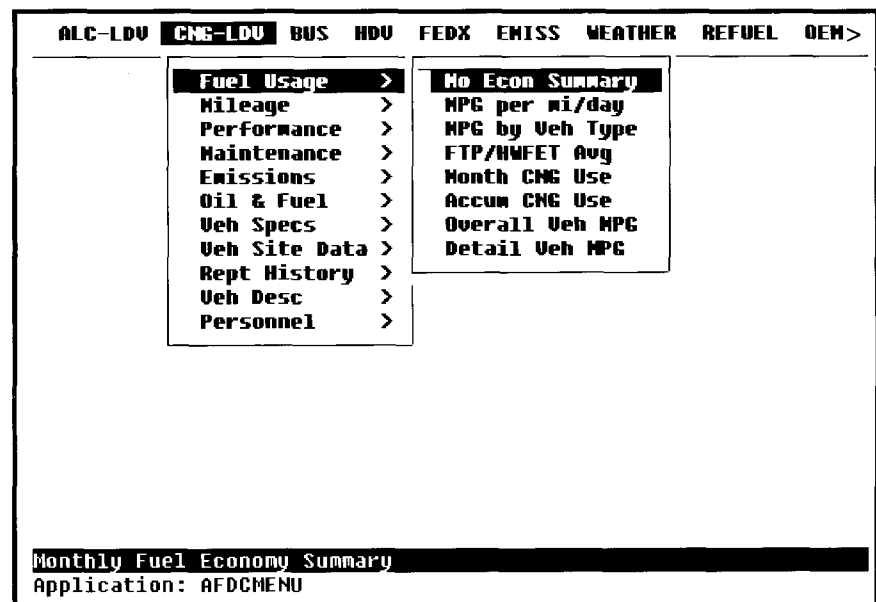 ALC-LDV CNG-LDV BUS HDV FEDX EMISS WEATHER REFUEL OEM>
Fuel Usage >
Mileage >
Performance >
Maintenance >
Emissions >
Oil & Fuel >
Veh Specs >
Veh Site Data >
Rept History >
Veh Desc >
Personnel >
Mo Econ Summary
MPG per mi/day
MPG by Veh Type
FTP/HWFET Avg
Month CNG Use
Accum CNG Use
Overall Veh MPG
Detail Veh MPG
Monthly Fuel Economy Summary
Application: AFDCMENU